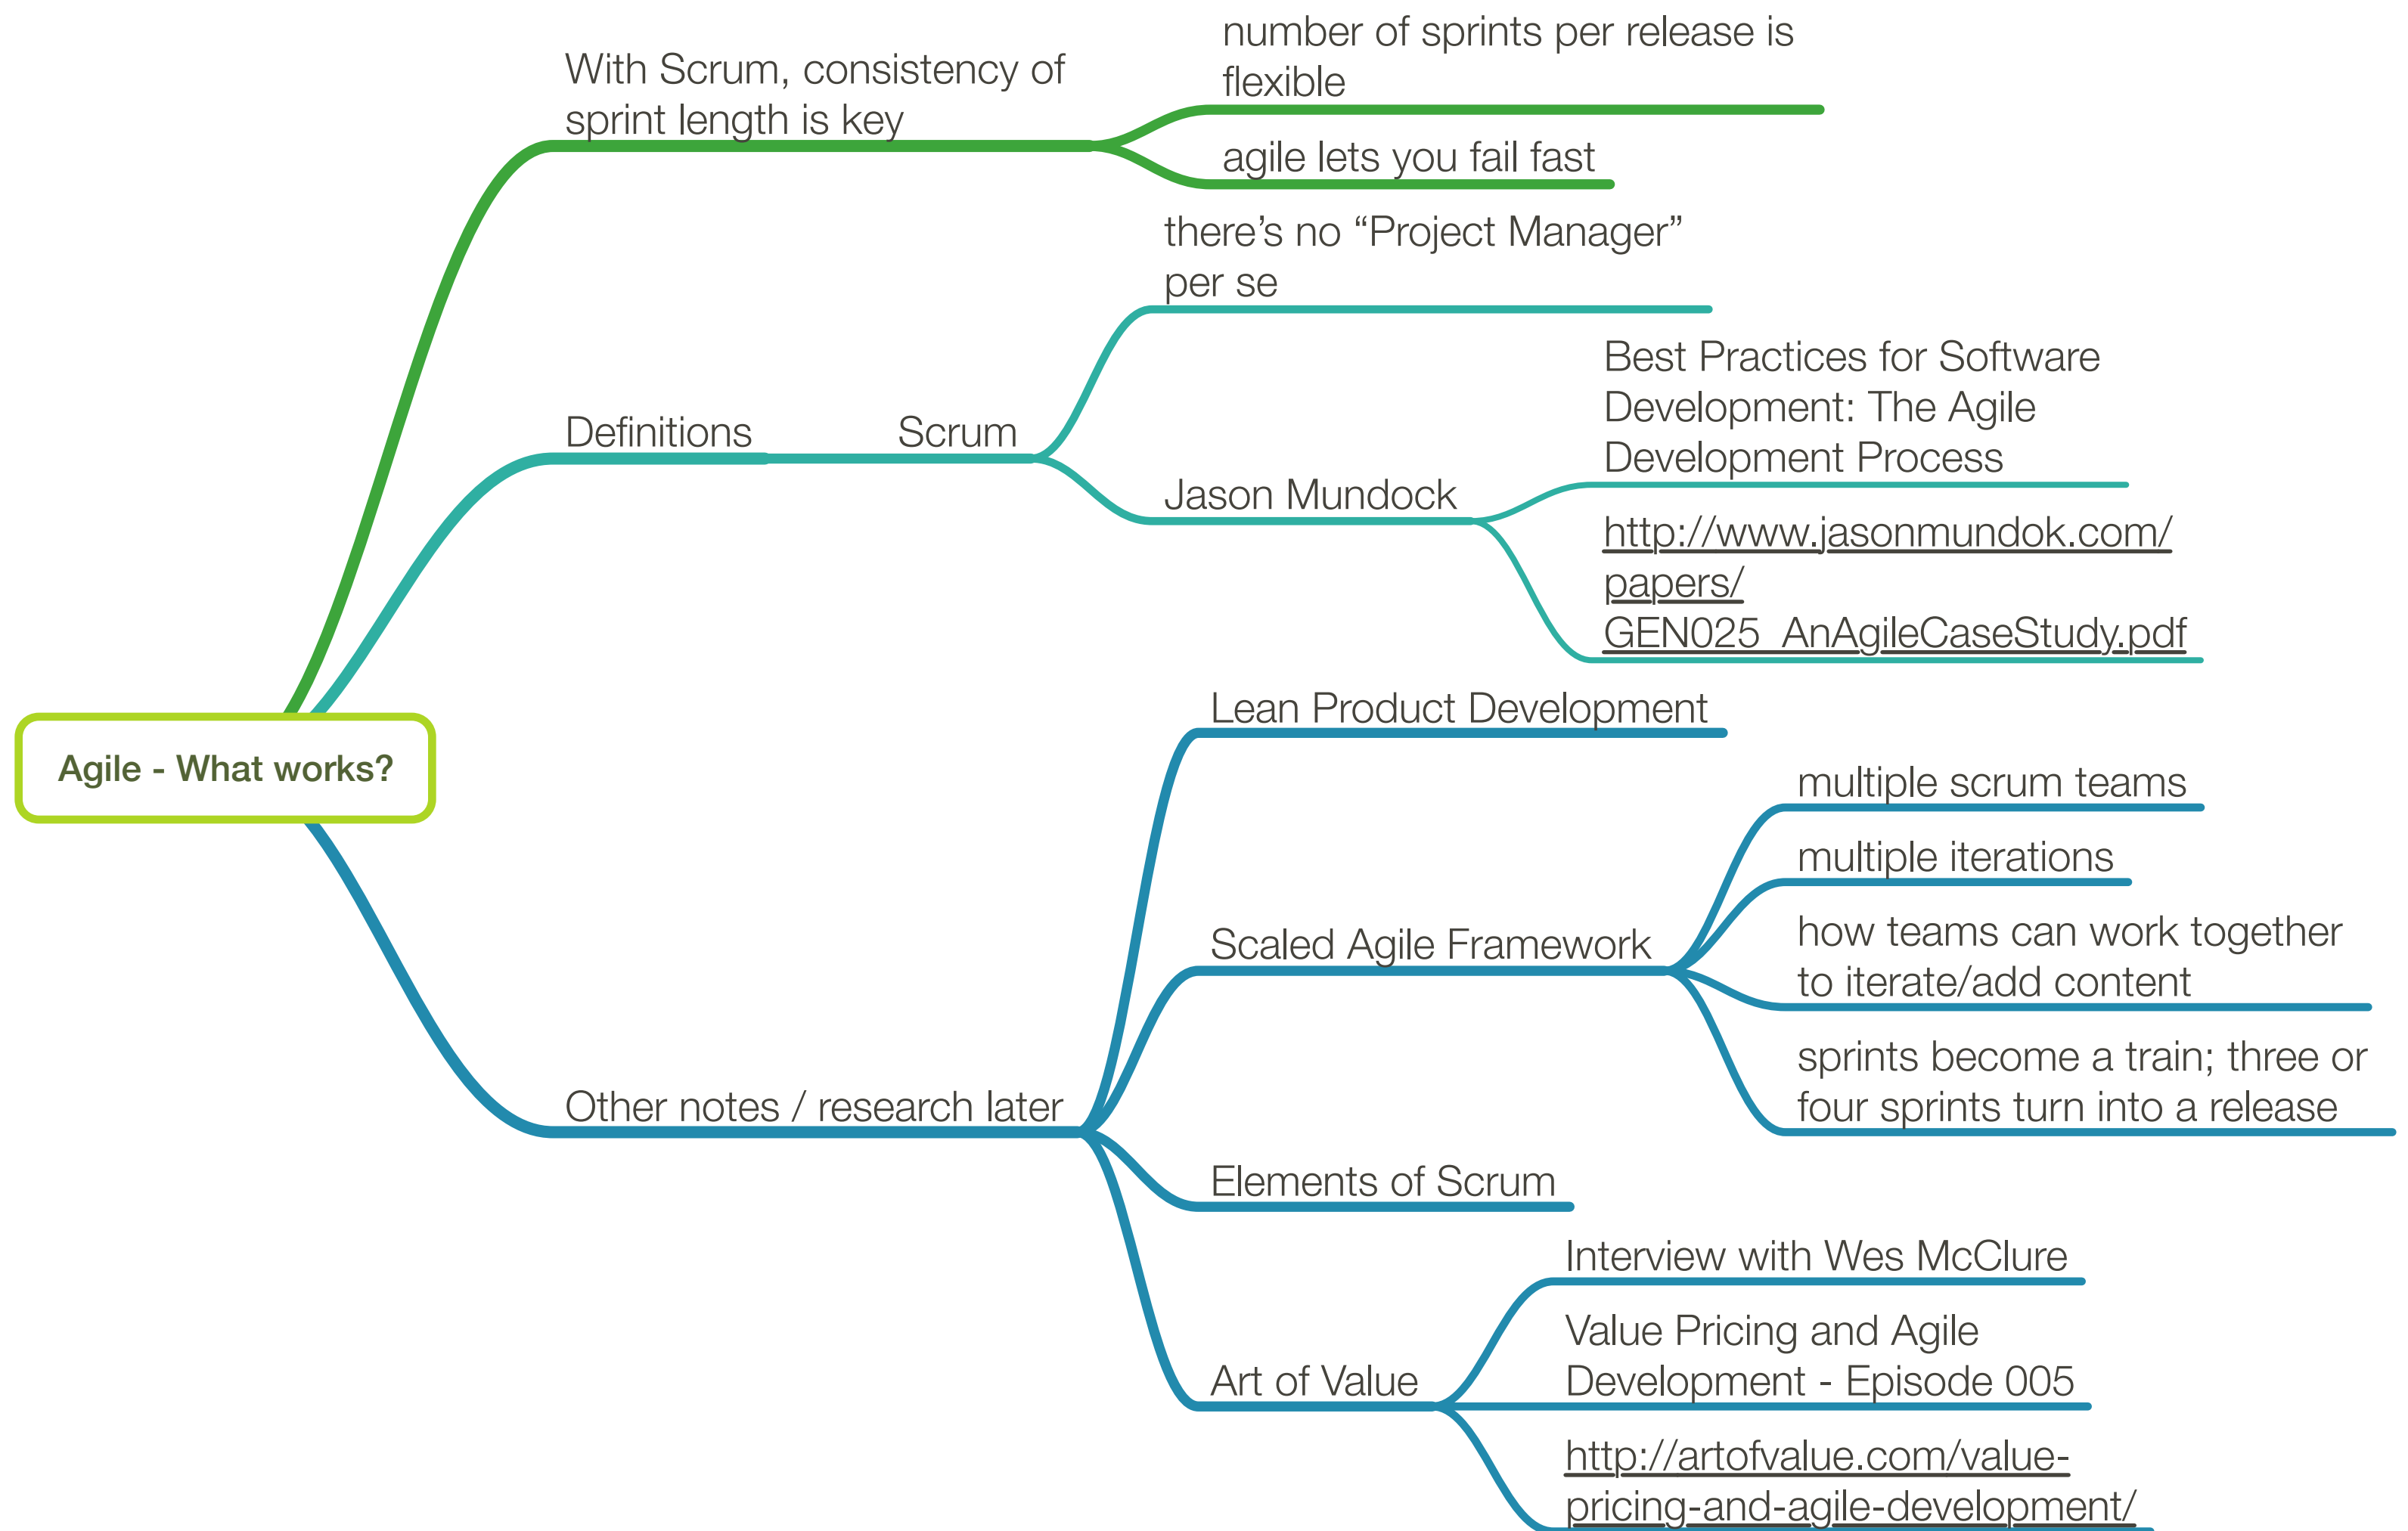 number of sprints per release is
flexible
With Scrum, consistency of
sprint length is key
agile lets you fail fast
there’s no “Project Manager”
per se
Best Practices for Software
Development: The Agile
Development Process
Definitions
Scrum
Jason Mundock
http://www.jasonmundok.com/
papers/
GEN025_AnAgileCaseStudy.pdf
Lean Product Development
Agile - What works?
multiple scrum teams
multiple iterations
how teams can work together
to iterate/add content
Scaled Agile Framework
sprints become a train; three or
four sprints turn into a release
Other notes / research later
Elements of Scrum
Interview with Wes McClure
Value Pricing and Agile
Development - Episode 005
Art of Value
http://artofvalue.com/value-
pricing-and-agile-development/